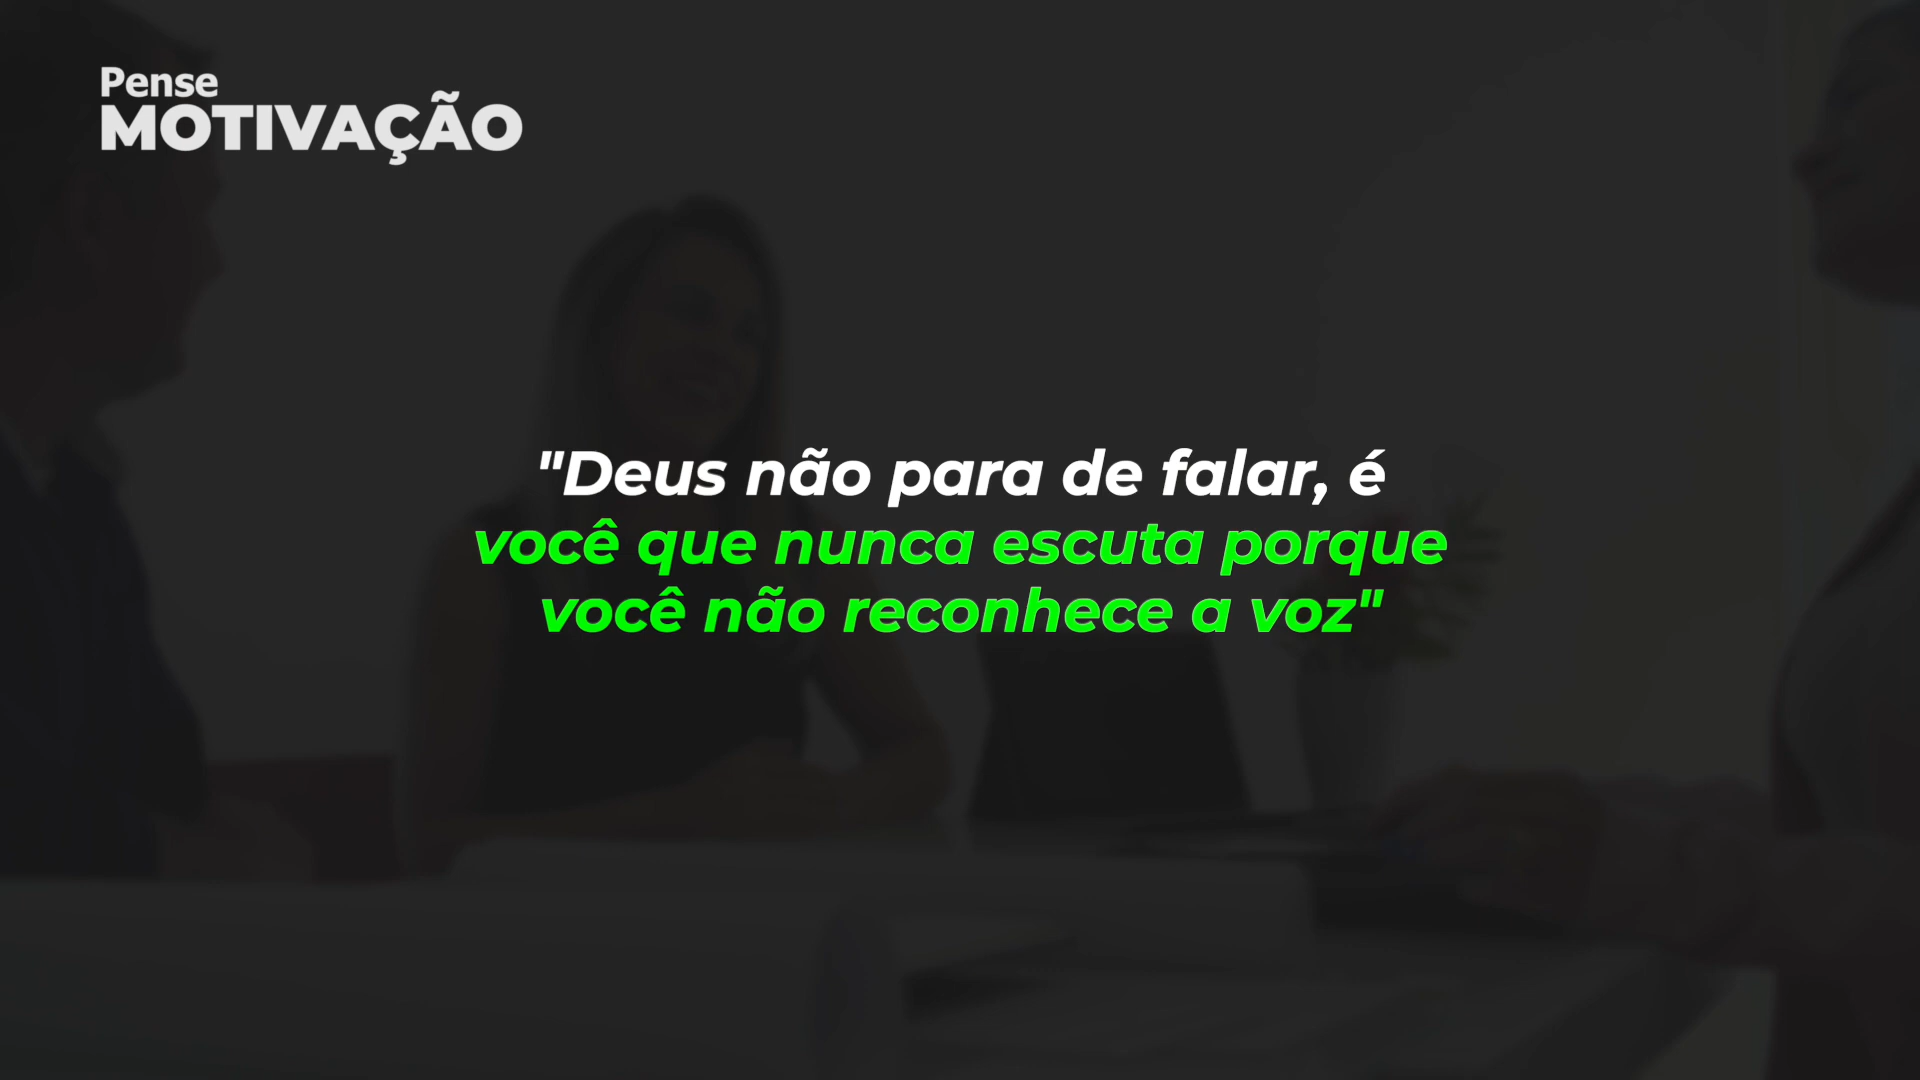 Pense
MOTIVAÇÃO
"Deus não para de falar, é
você que nunca escuta porque
você não reconhece a voz"